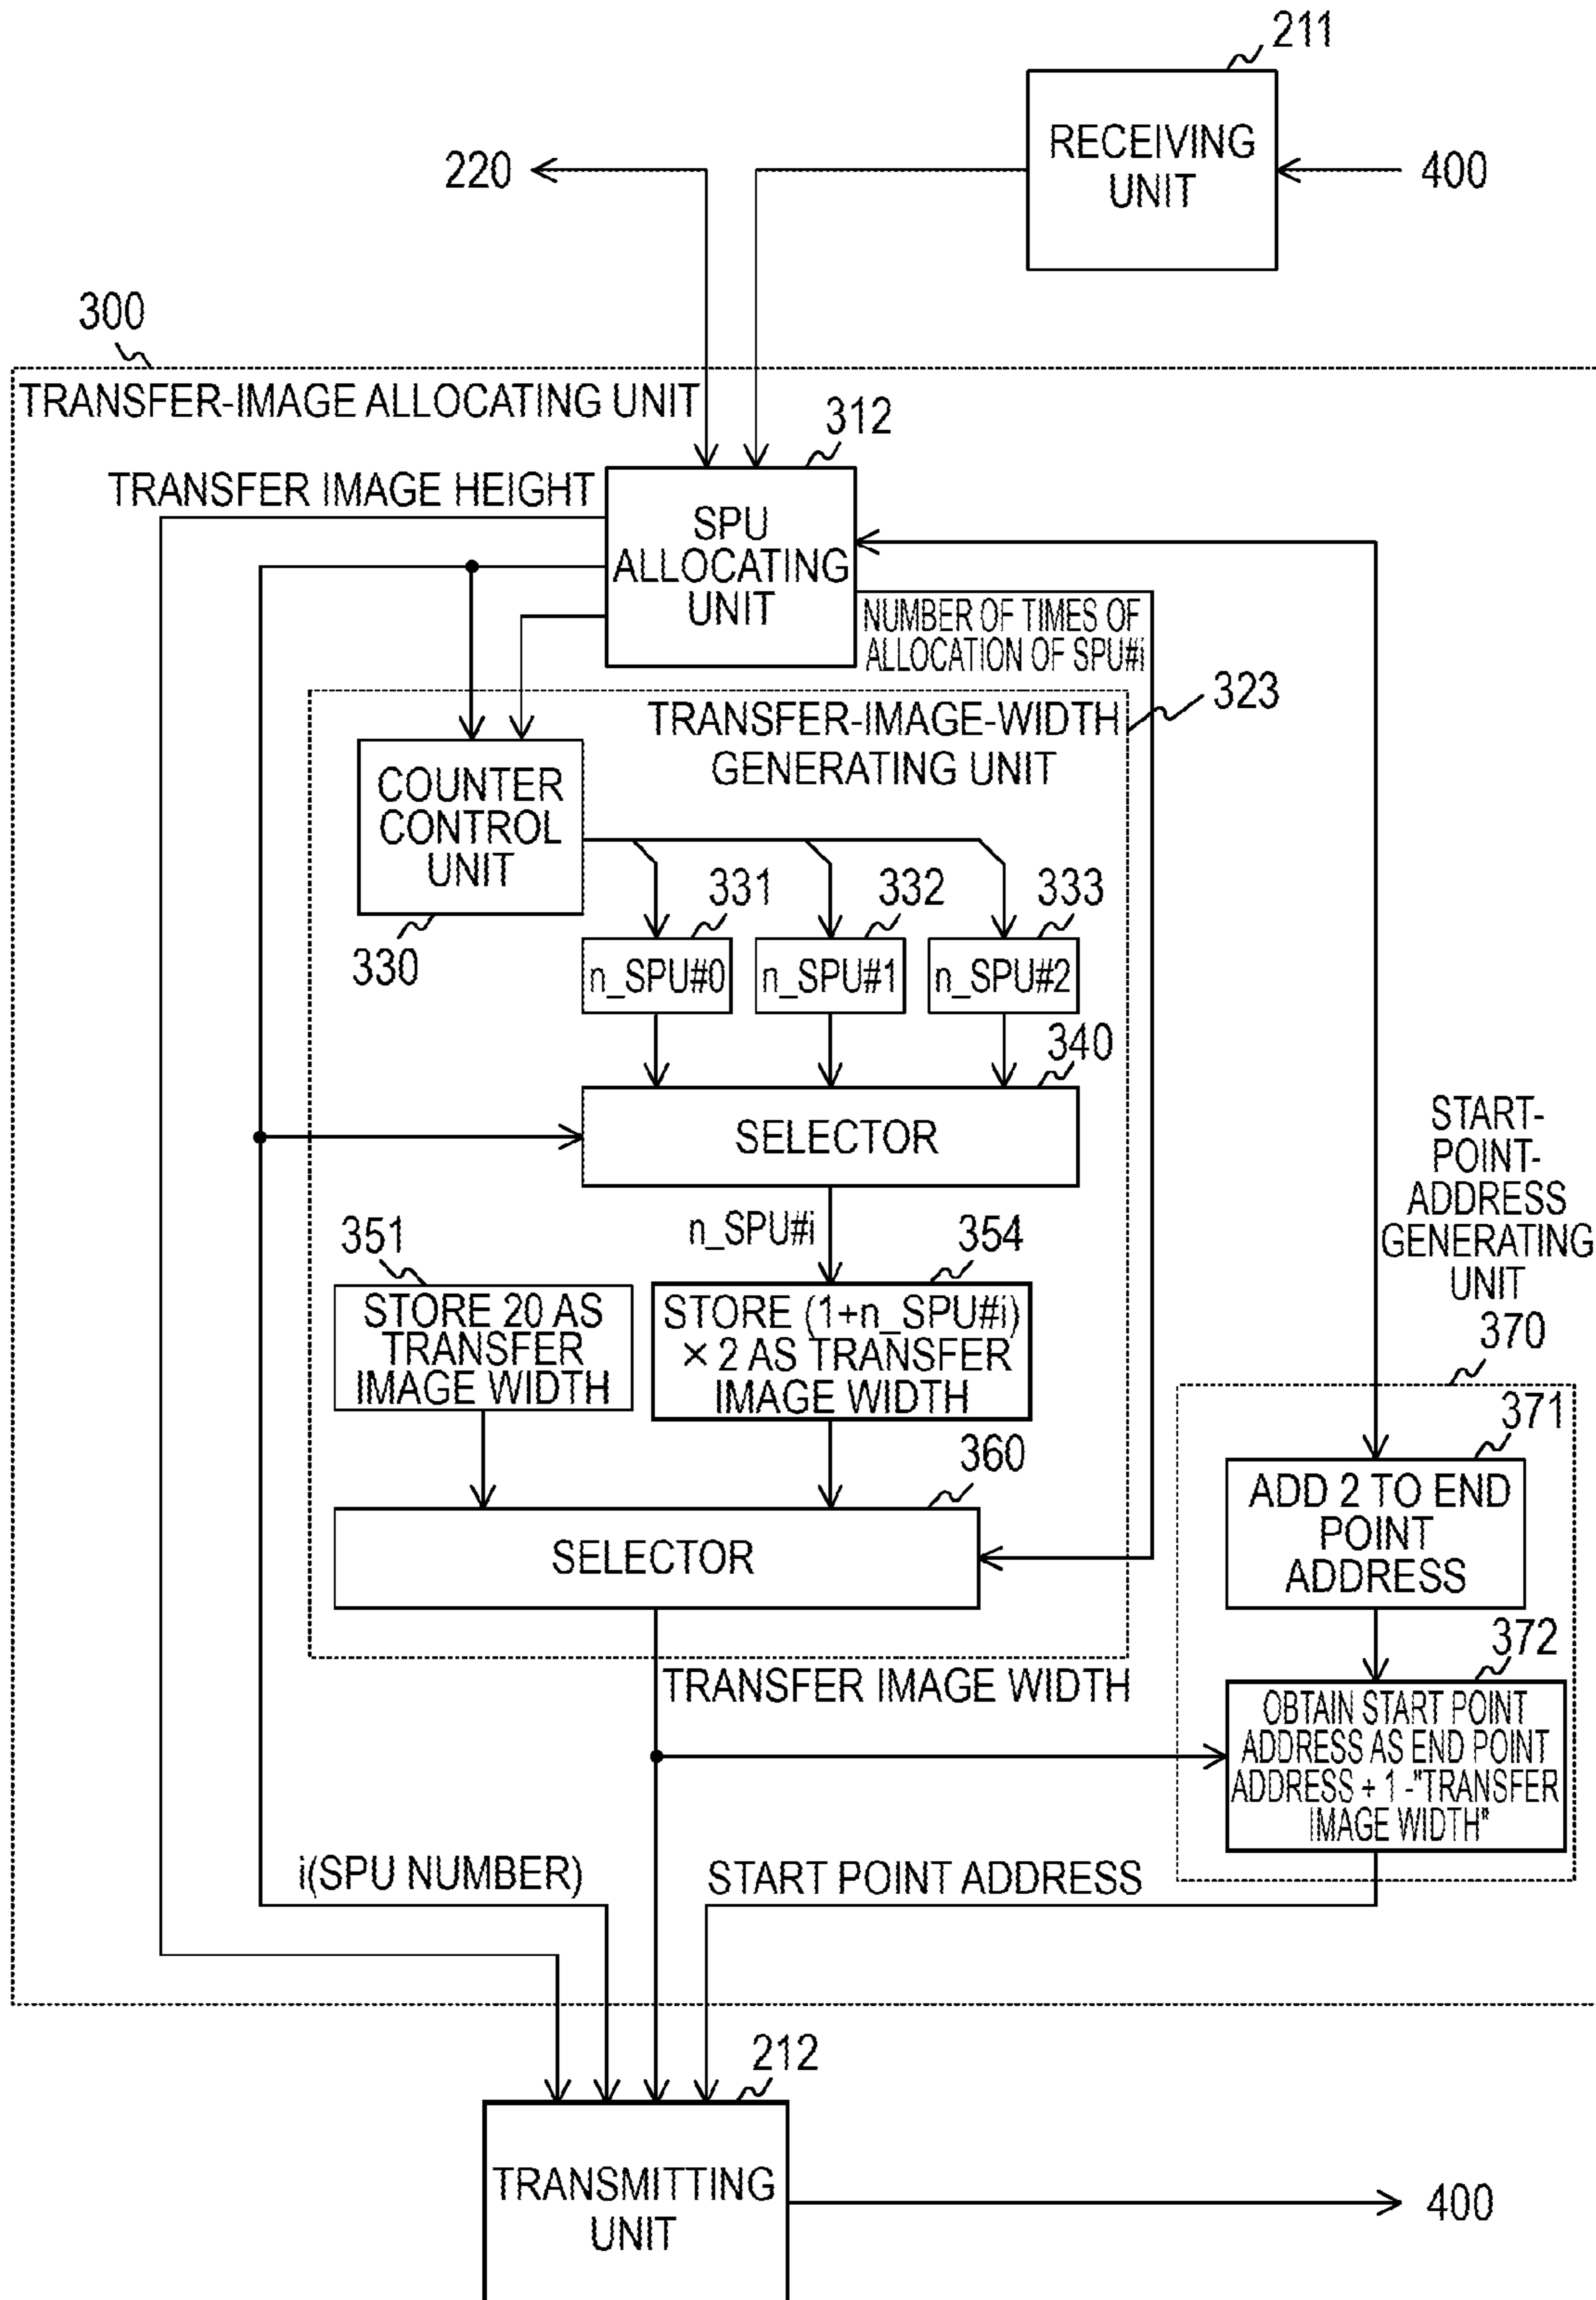 211
RECEIVING
UNIT
220
400
300
TRANSFER-IMAGE ALLOCATING UNIT
312
TRANSFER IMAGE HEIGHT
SPU
ALLOCATING
UNIT
NUMBER OF TIMES OF
ALLOCATION OF SPU#i
323
TRANSFER-IMAGE-WIDTH
GENERATING UNIT
COUNTER
CONTROL
UNIT
330
331
332
333
n_SPU#0
n_SPU#1
n_SPU#2
340
SELECTOR
START-
POINT-
ADDRESS
GENERATING
UNIT
370
n_SPU#i
351
354
STORE 20 AS
TRANSFER
IMAGE WIDTH
STORE (1+n_SPU#i)
× 2 AS TRANSFER
IMAGE WIDTH
360
SELECTOR
371
ADD 2 TO END
POINT
ADDRESS
372
OBTAIN START POINT
ADDRESS AS END POINT
ADDRESS + 1 -"TRANSFER
IMAGE WIDTH"
TRANSFER IMAGE WIDTH
i(SPU NUMBER)
START POINT ADDRESS
212
TRANSMITTING
UNIT
400